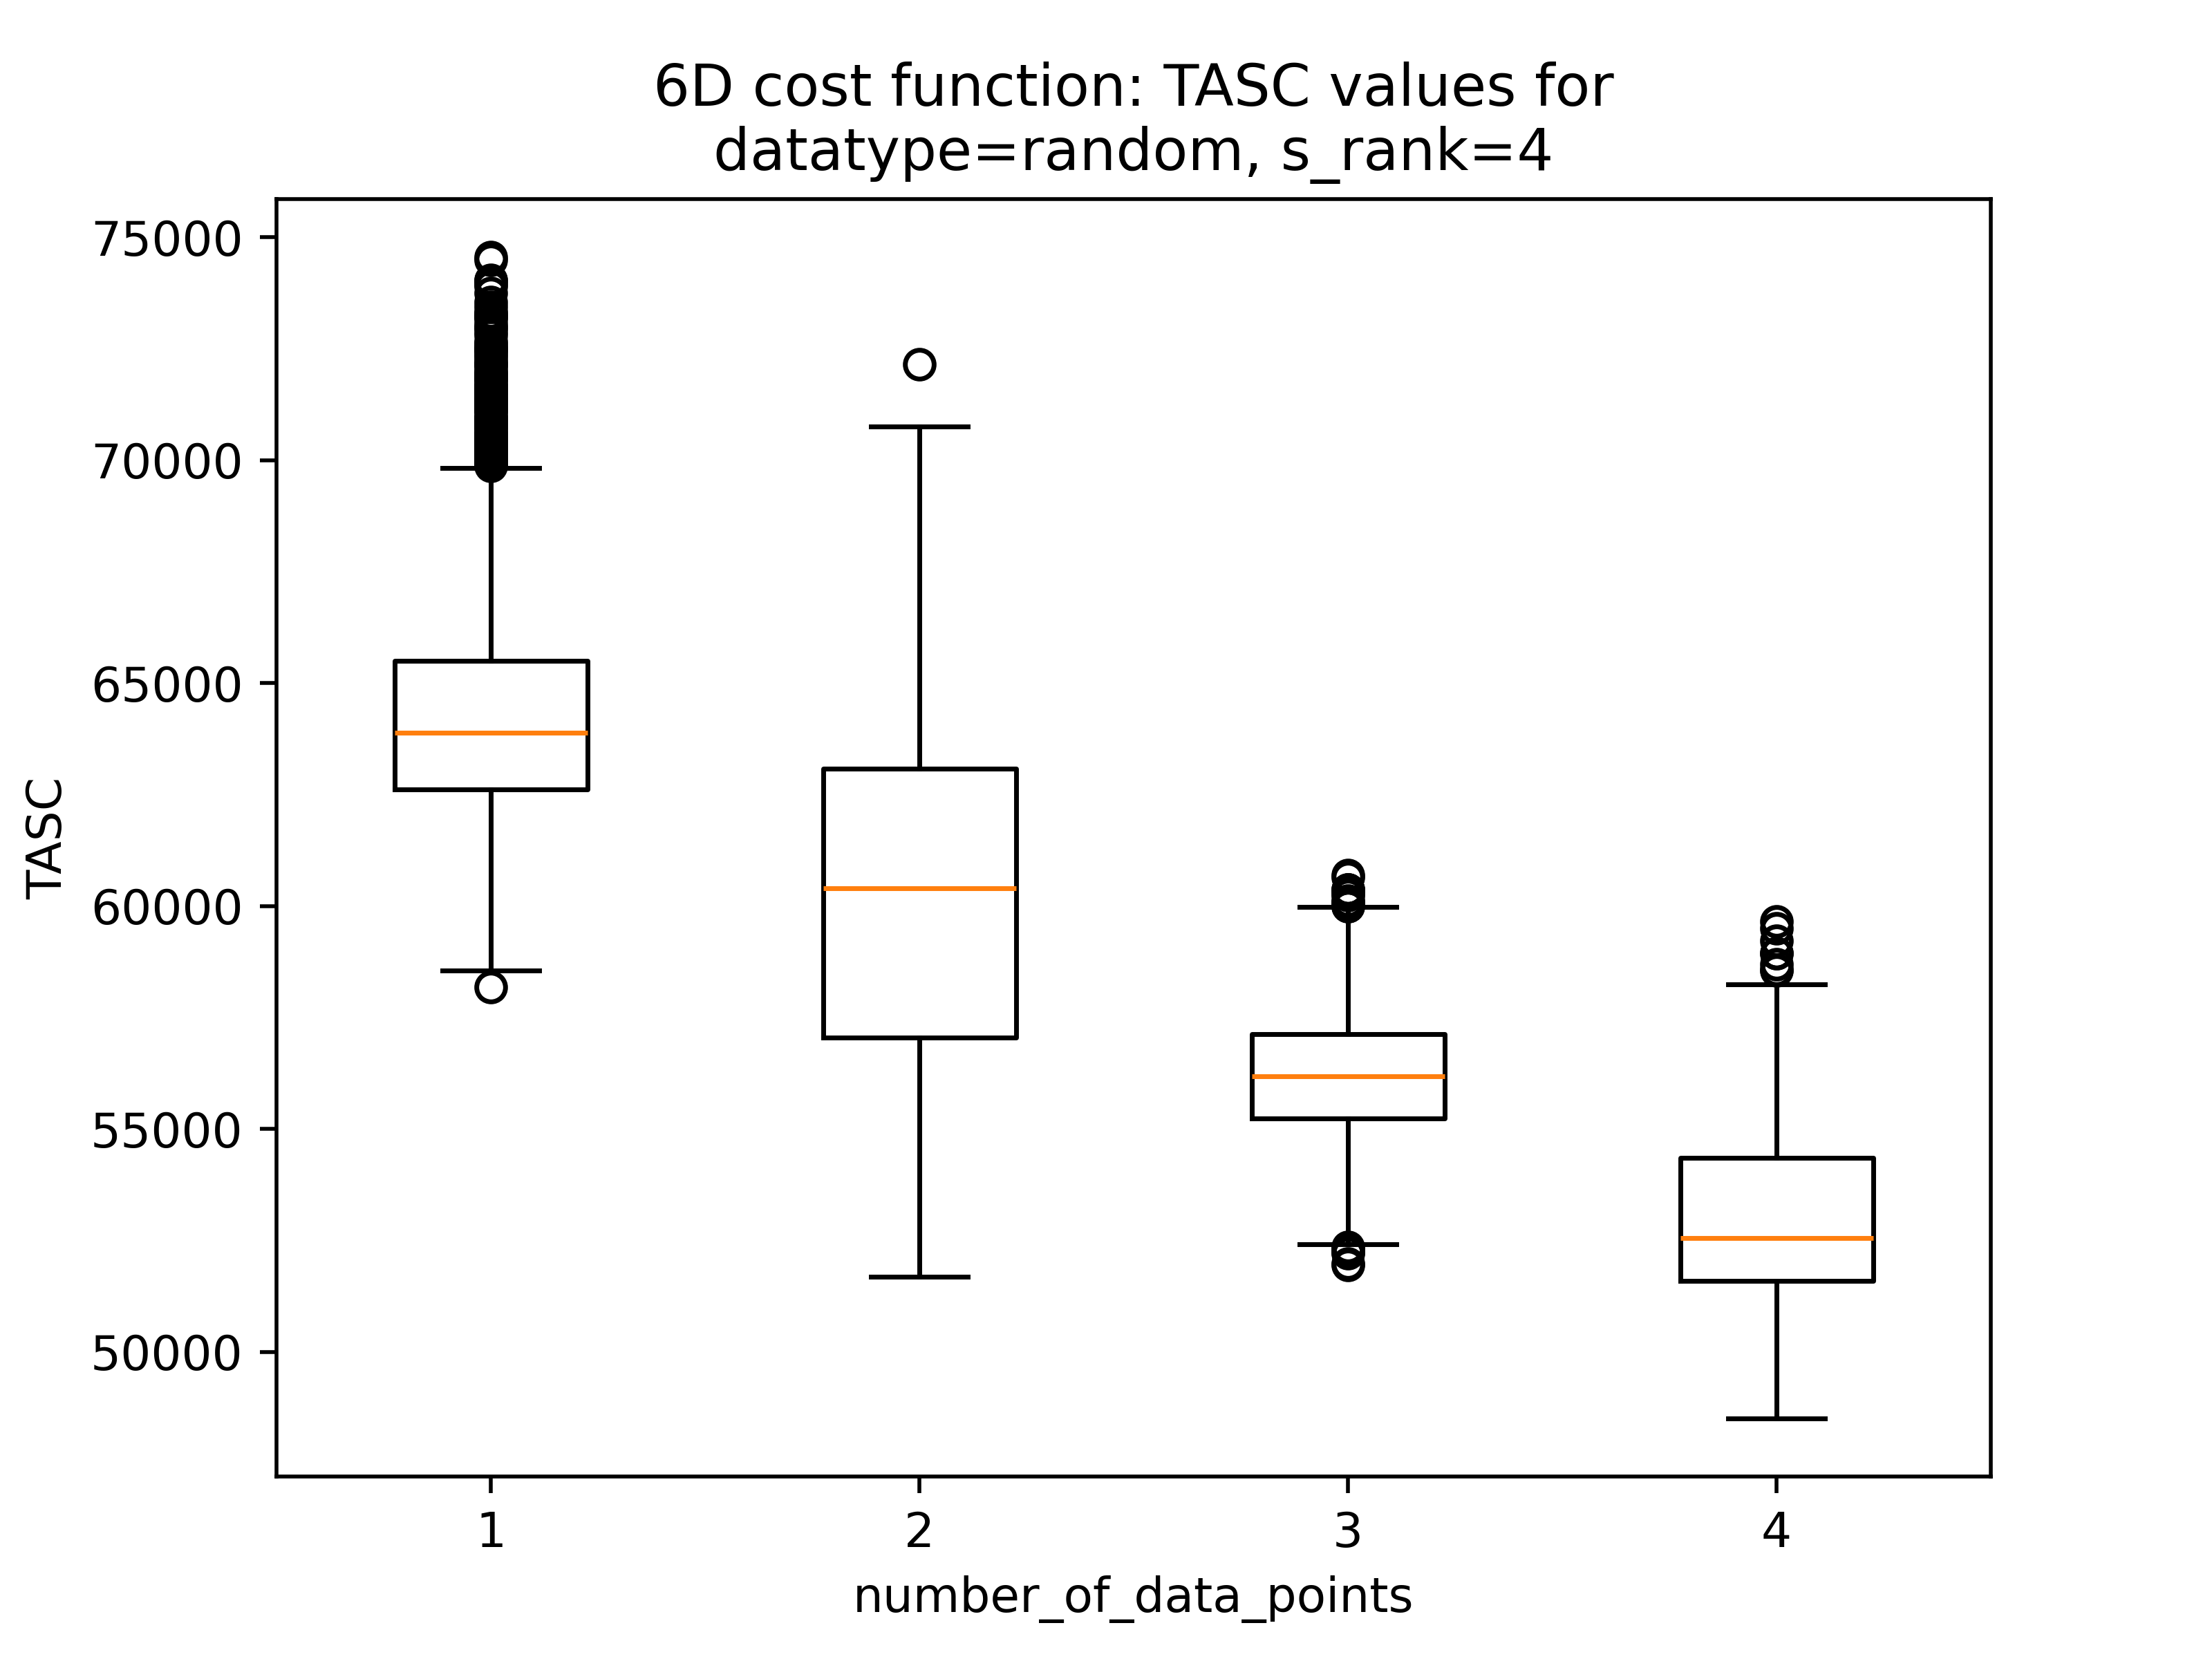 6D cost function: TASC values for
datatype=random, s_rank=4
75000
70000
65000
60000
55000
50000
TASC
1 2 3 4
number_of_data_points